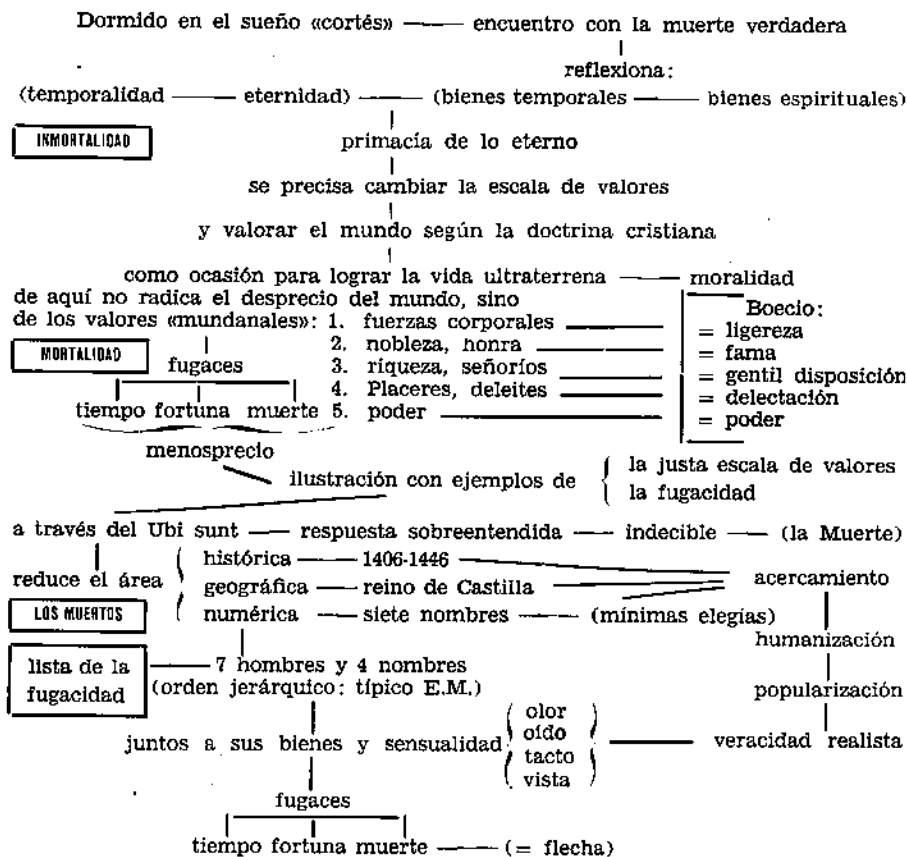 Dormido en el sueño «cortés» —— encuentro con la muerte verdadera
reflexiona:
(temporalidad —— eternidad) —— (bienes temporales —— bienes espirituales)
INMORTALIDAD
primacía de lo eterno
se precisa cambiar la escala de valores
y valorar el mundo según la doctrina cristiana
como ocasión para lograr la vida ultraterrena —— moralidad
de aquí no radica el desprecio del mundo, sino
de los valores «mundanales»: 1. fuerzas corporales
Boecio:
= ligereza
2. nobleza, honra
= fama
MORTALIDAD
fugaces
3. riqueza, señoríos
= gentil disposición
4. Placeres, deleites
= delectación
tiempo fortuna muerte
5. poder
= poder
menosprecio
ilustración con ejemplos de
la justa escala de valores
la fugacidad
a través del Ubi sunt —— respuesta sobreentendida —— indecible —— (la Muerte)
reduce el área
histórica —— 1406-1446
geográfica —— reino de Castilla
acercamiento
LOS MUERTOS
numérica —— siete nombres —— (mínimas elegías)
humanización
lista de la
fugacidad
7 hombres y 4 nombres
(orden jerárquico: típico E.M.)
popularización
juntos a sus bienes y sensualidad
olor
oído
tacto
vista
veracidad realista
fugaces
tiempo fortuna muerte —— (= flecha)